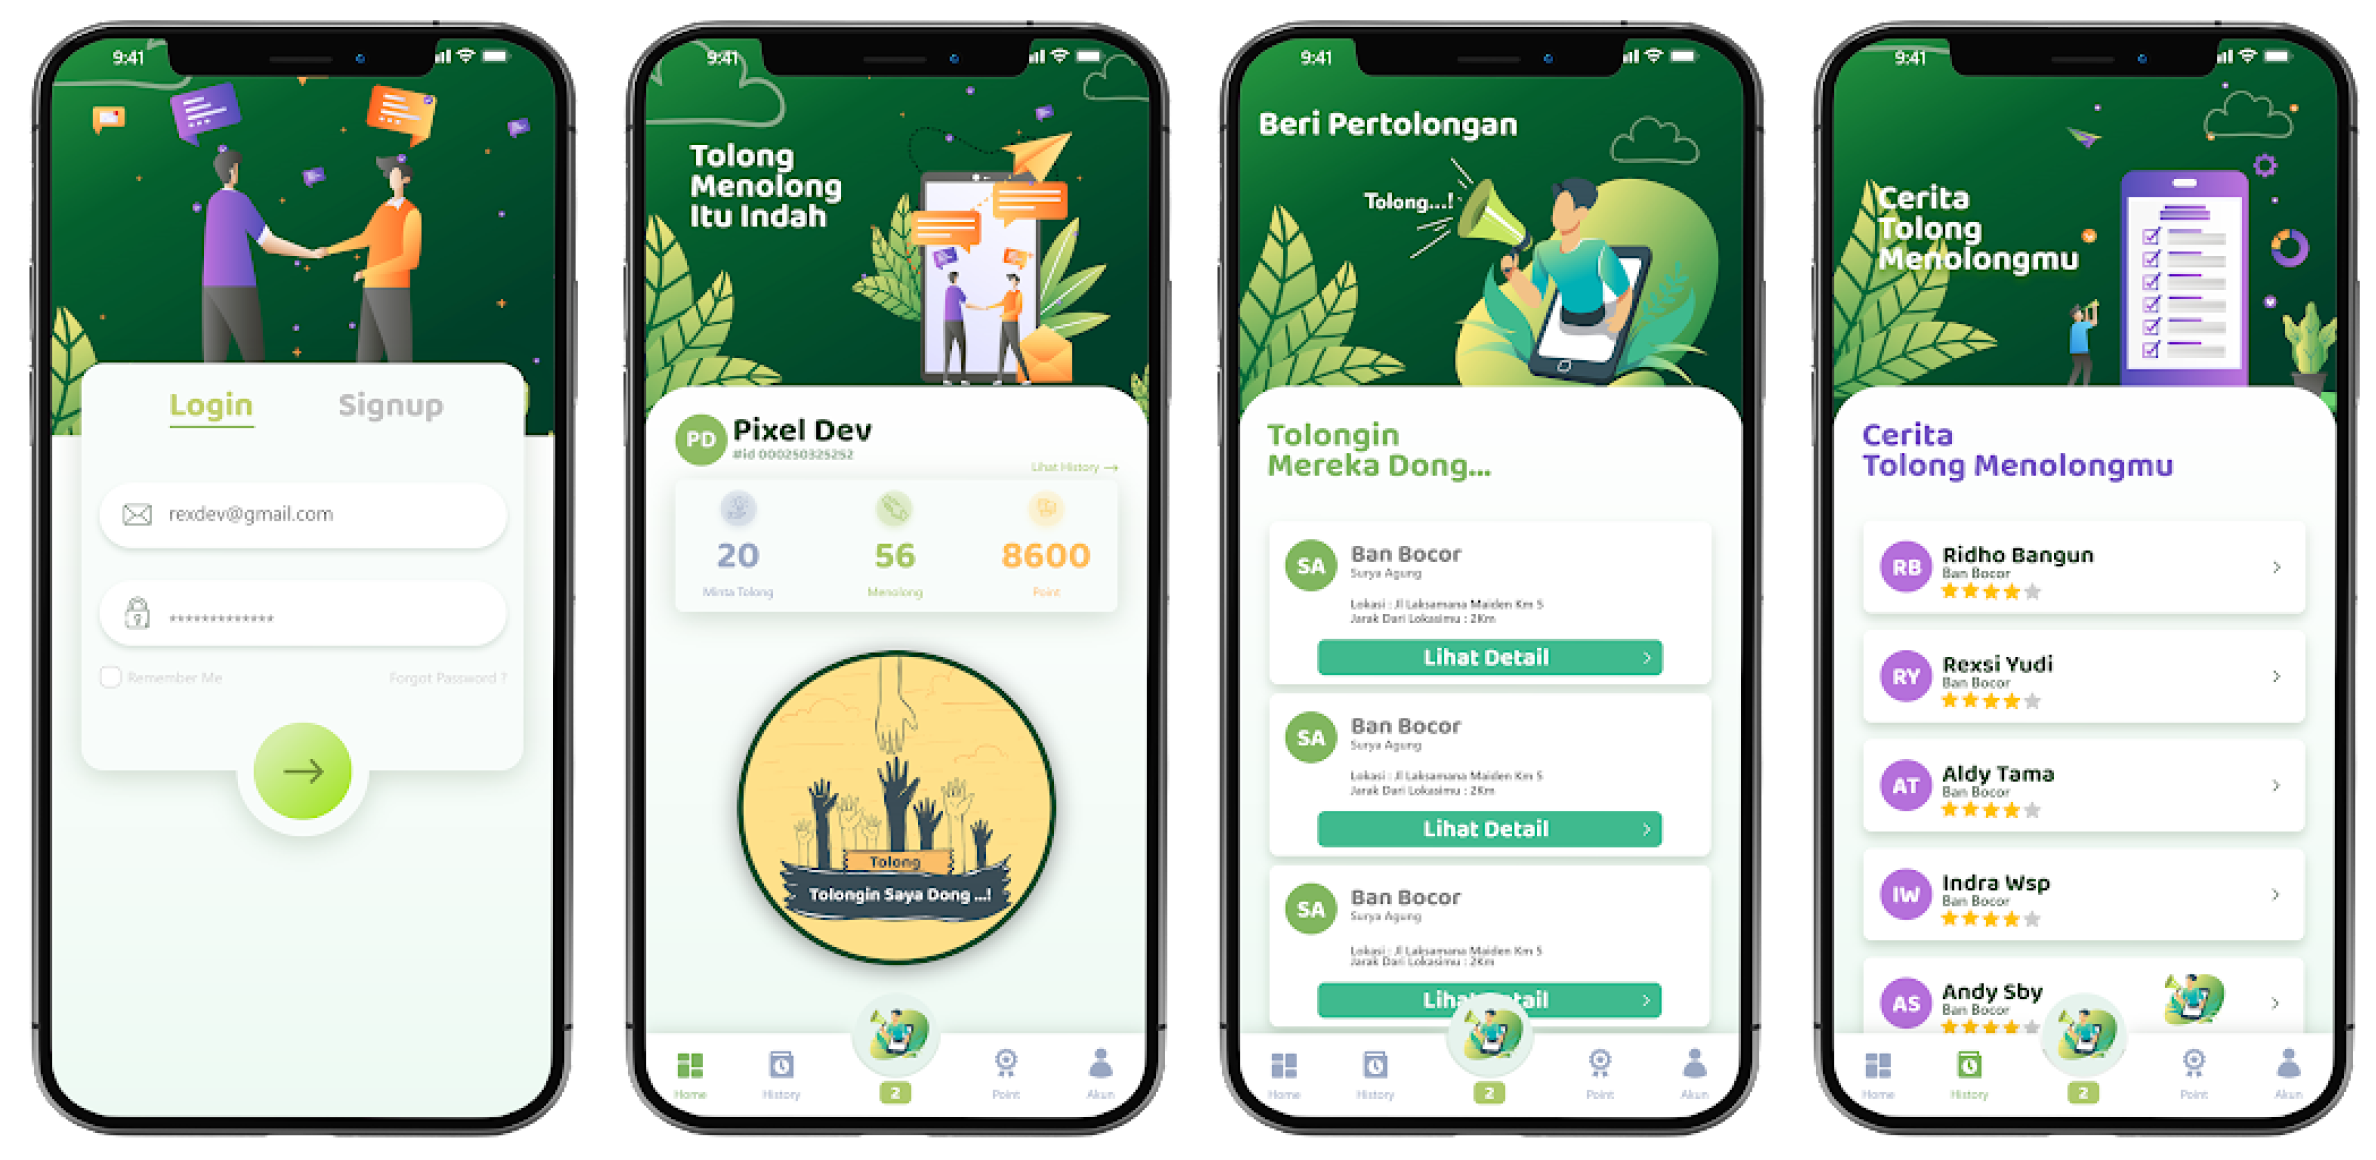 9:41
Login
Signup
rexdev@gmail.com
*************
Remember Me
Forgot Password ?
9:41
Tolong
Menolong
Itu Indah
PD
Pixel Dev
#id 000250325252
Lihat History →
20
56
8600
Minta Tolong
Menolong
Point
Tolong
Tolongin Saya Dong ...!
Home
History
2
Point
Akun
9:41
Beri Pertolongan
Tolong...!
Tolongin
Mereka Dong...
SA
Ban Bocor
Surya Agung
Lokasi : Jl Laksamana Maiden Km 5
Jarak Dari Lokasimu : 2Km
Lihat Detail
SA
Ban Bocor
Surya Agung
Lokasi : Jl Laksamana Maiden Km 5
Jarak Dari Lokasimu : 2Km
Lihat Detail
SA
Ban Bocor
Surya Agung
Lokasi : Jl Laksamana Maiden Km 5
Jarak Dari Lokasimu : 2Km
Lihat Detail
Home
History
2
Point
Akun
9:41
Cerita
Tolong
Menolongmu
Cerita
Tolong Menolongmu
RB
Ridho Bangun
Ban Bocor
RY
Rexsi Yudi
Ban Bocor
AT
Aldy Tama
Ban Bocor
IW
Indra Wsp
Ban Bocor
AS
Andy Sby
Ban Bocor
Home
History
2
Point
Akun